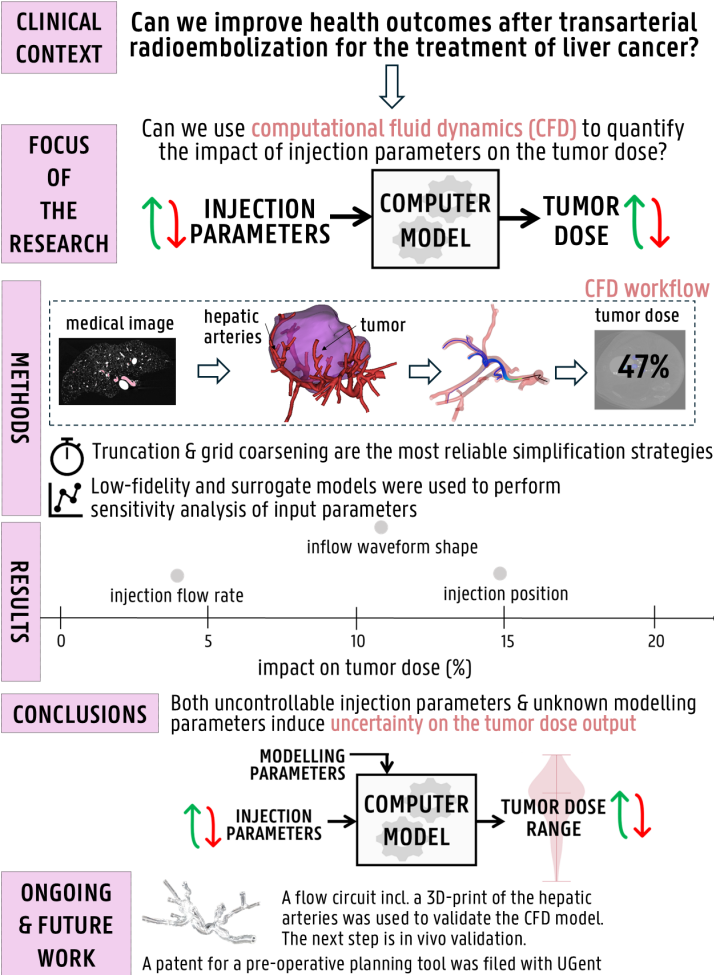 CLINICAL
CONTEXT
Can we improve health outcomes after transarterial
radioembolization for the treatment of liver cancer?
FOCUS
OF
THE
RESEARCH
Can we use computational fluid dynamics (CFD) to quantify
the impact of injection parameters on the tumor dose?
INJECTION
PARAMETERS
COMPUTER
MODEL
TUMOR
DOSE
METHODS
CFD workflow
medical image
hepatic
arteries
tumor
tumor dose
47%
Truncation & grid coarsening are the most reliable simplification strategies
Low-fidelity and surrogate models were used to perform
sensitivity analysis of input parameters
RESULTS
inflow waveform shape
injection flow rate
injection position
0 5 10 15 20
impact on tumor dose (%)
CONCLUSIONS
Both uncontrollable injection parameters & unknown modelling
parameters induce uncertainty on the tumor dose output
MODELLING
PARAMETERS
INJECTION
PARAMETERS
COMPUTER
MODEL
TUMOR DOSE
RANGE
ONGOING
& FUTURE
WORK
A flow circuit incl. a 3D-print of the hepatic
arteries was used to validate the CFD model.
The next step is in vivo validation.
A patent for a pre-operative planning tool was filed with UGent